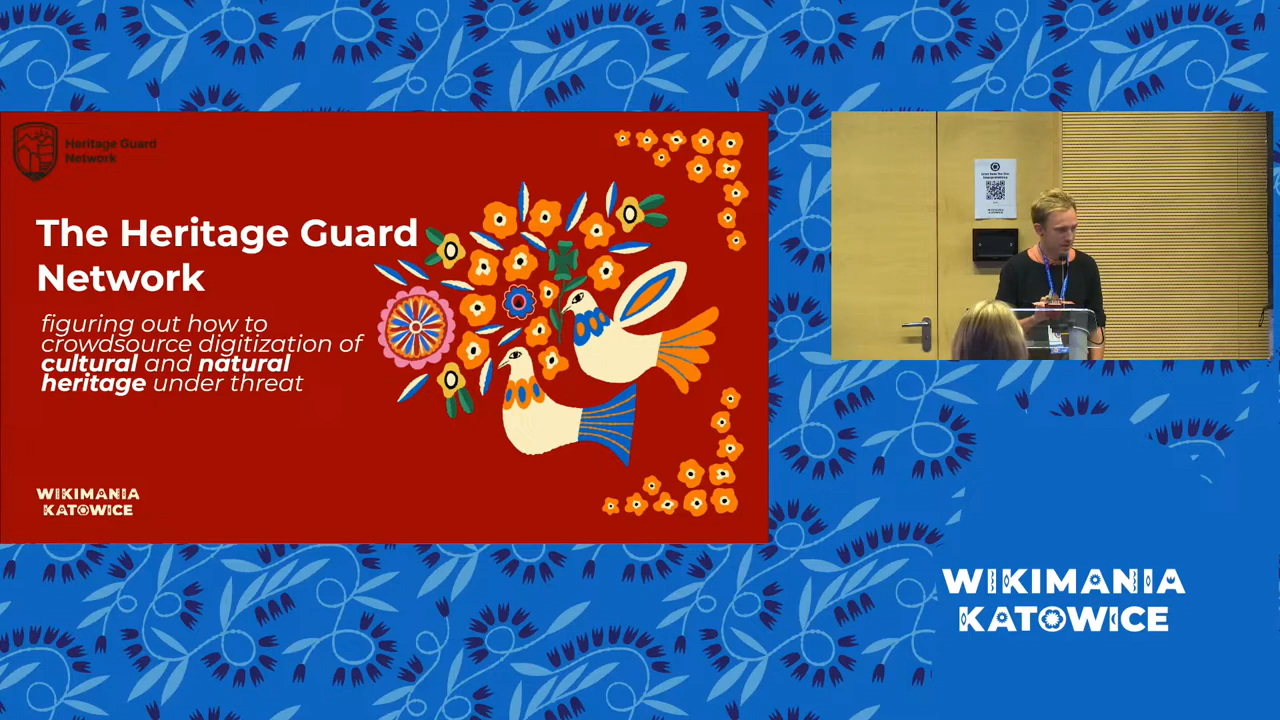 Heritage Guard
Network
The Heritage Guard
Network
figuring out how to
crowdsource digitization of
cultural and natural
heritage under threat
WIKIMANIA
KATOWICE
WIKIMANIA
KATOWICE